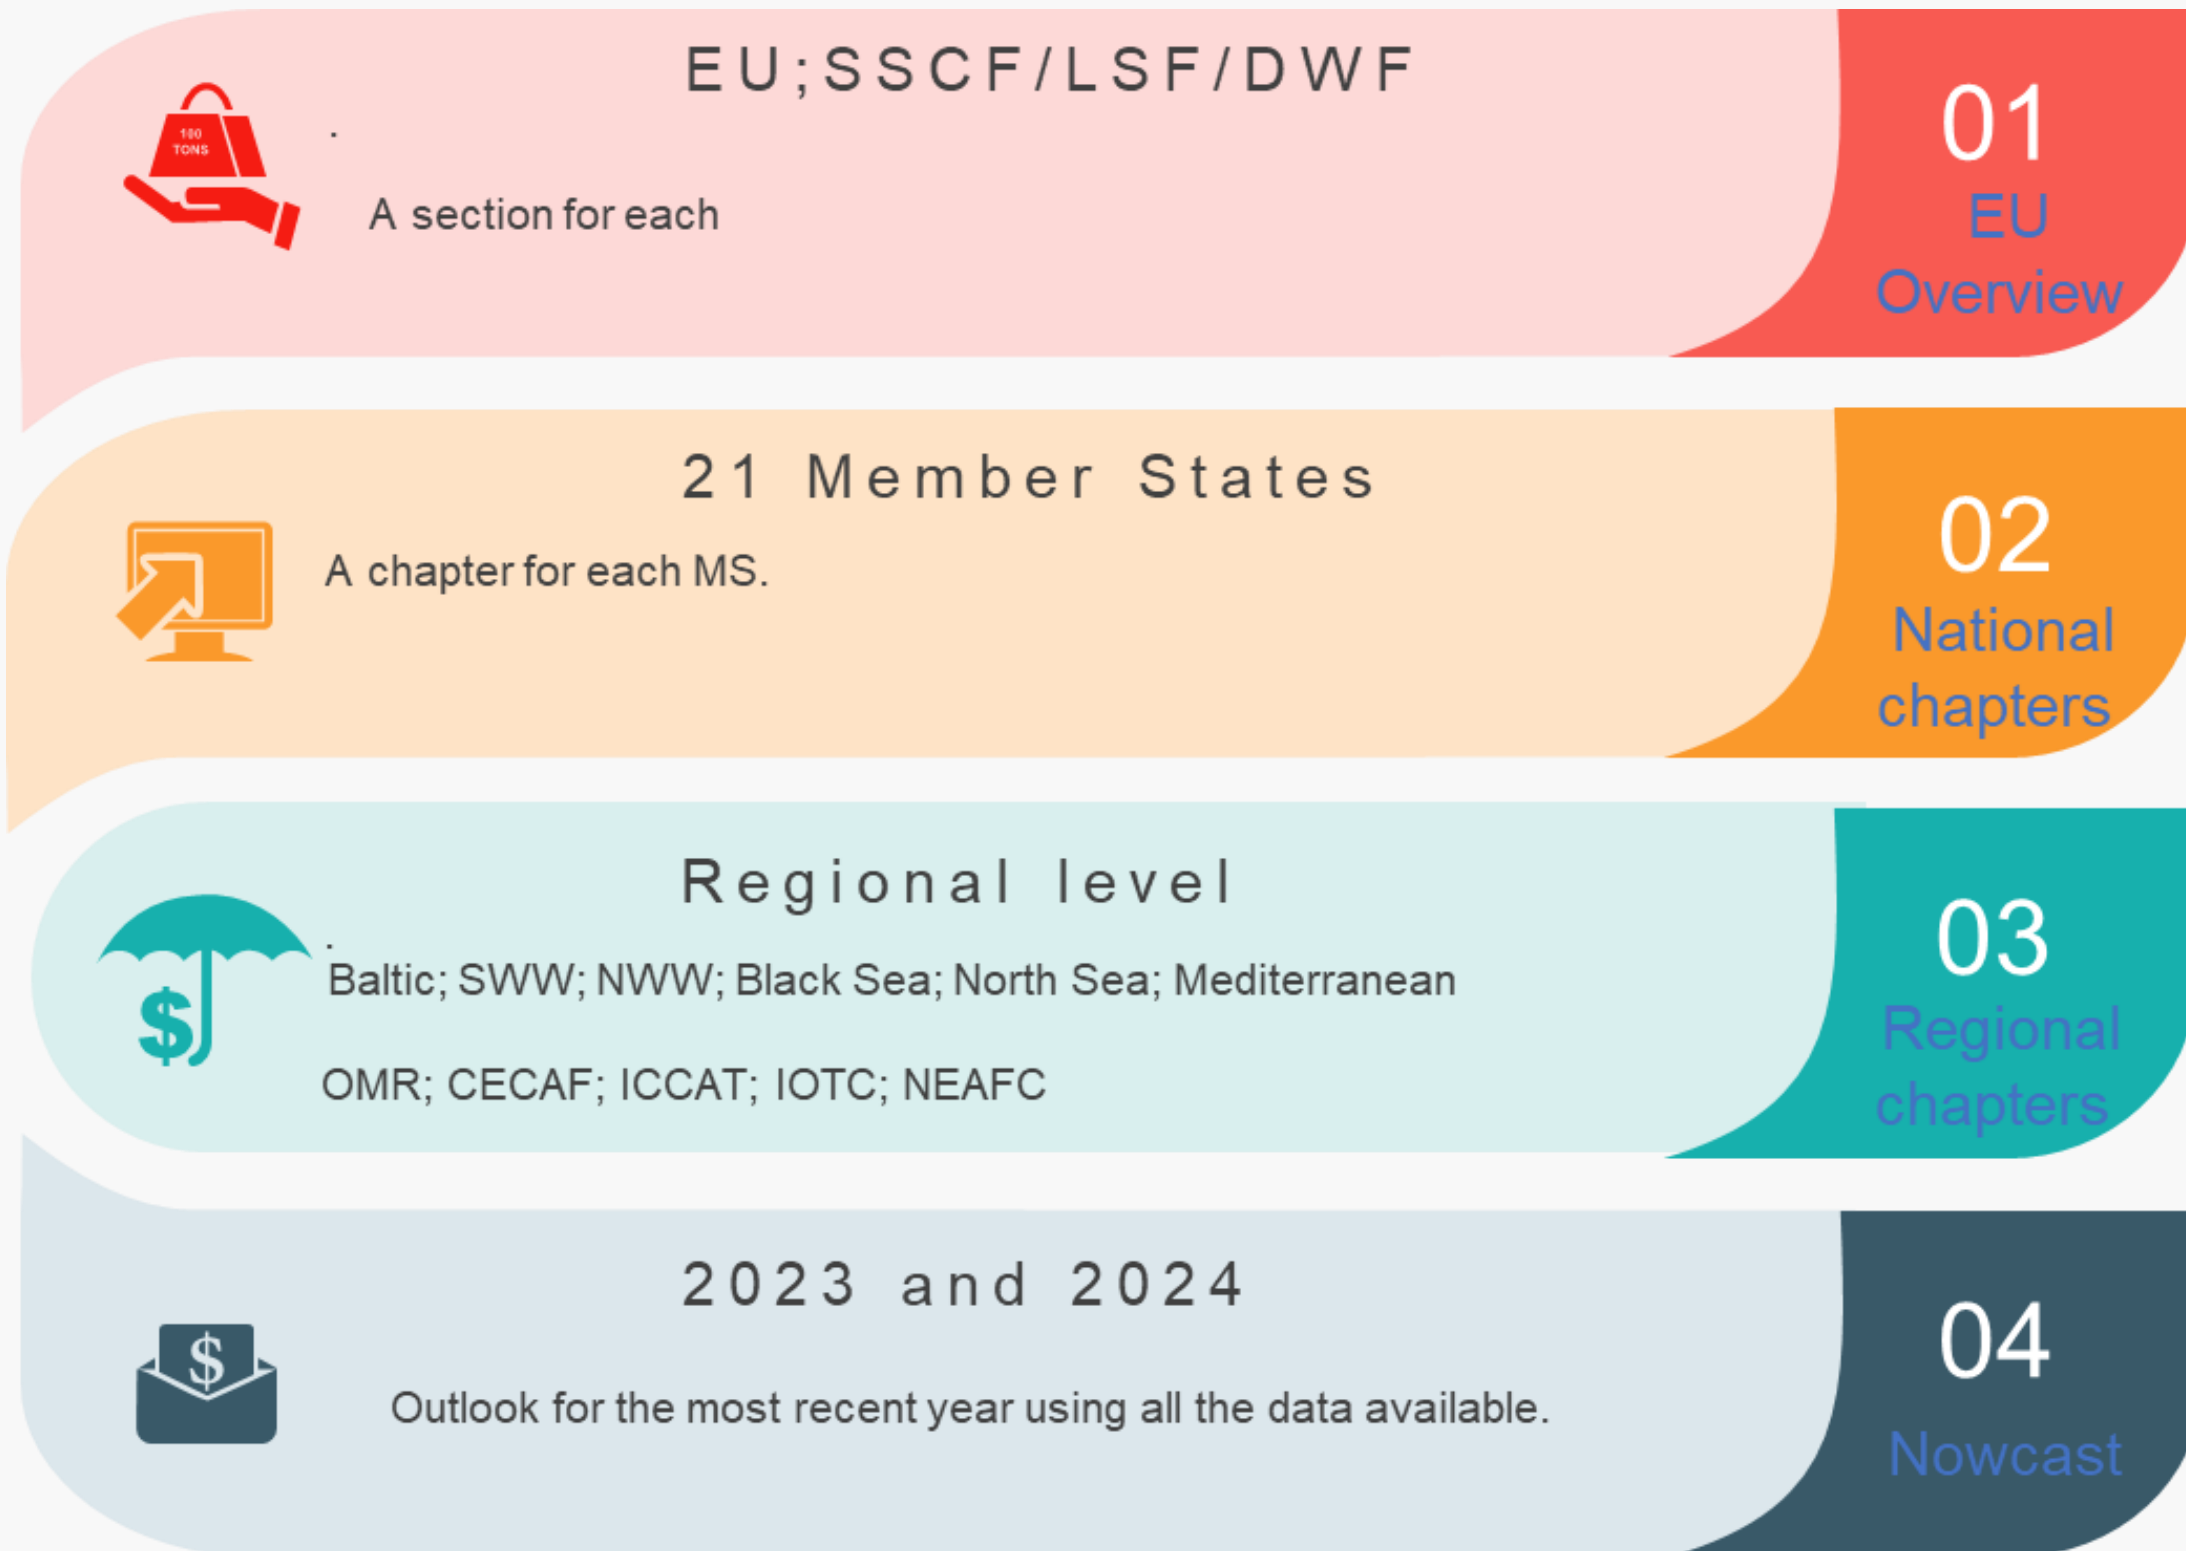 EU;SSCF/LSF/DWF
100
TONS
.
A section for each
01
EU
Overview
21 Member States
A chapter for each MS.
02
National
chapters
Regional level
.
Baltic; SWW; NWW; Black Sea; North Sea; Mediterranean
OMR; CECAF; ICCAT; IOTC; NEAFC
$
03
Regional
chapters
2023 and 2024
$
Outlook for the most recent year using all the data available.
04
Nowcast